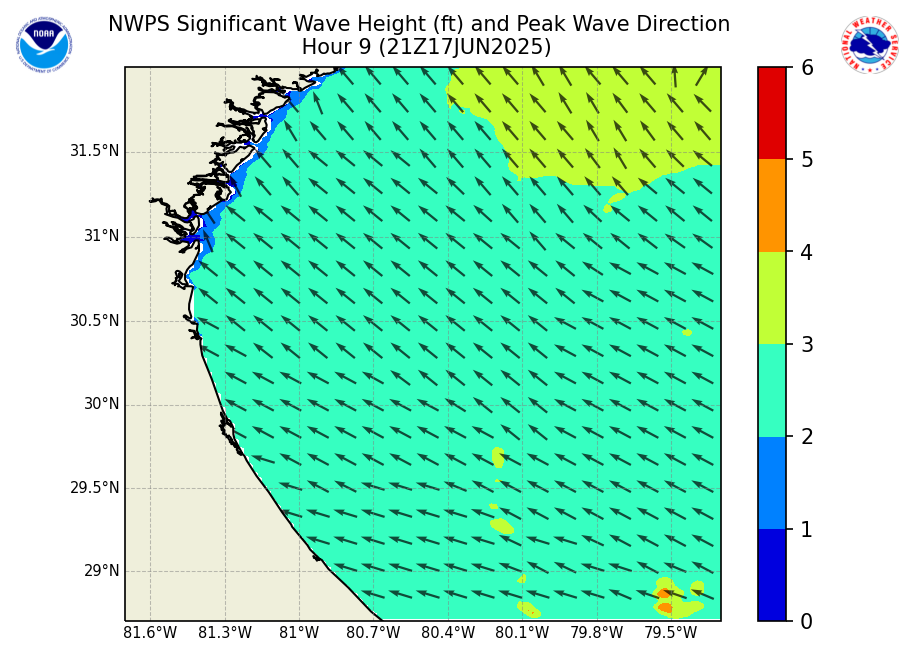 NWPS Significant Wave Height (ft) and Peak Wave Direction
Hour 9 (21Z17JUN2025)
NOAA
NATIONAL WEATHER SERVICE
31.5°N
31°N
30.5°N
30°N
29.5°N
29°N
81.6°W 81.3°W 81°W 80.7°W 80.4°W 80.1°W 79.8°W 79.5°W
6
5
4
3
2
1
0